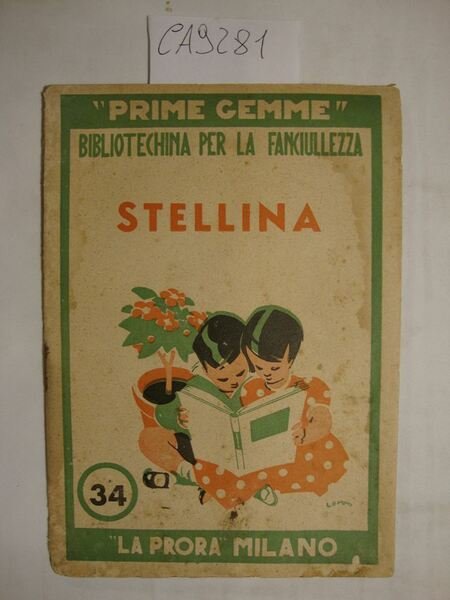 CA9281
"PRIME GEMME"
BIBLIOTECHINA PER LA FANCIULLEZZA
STELLINA
34
"LA PRORA" MILANO